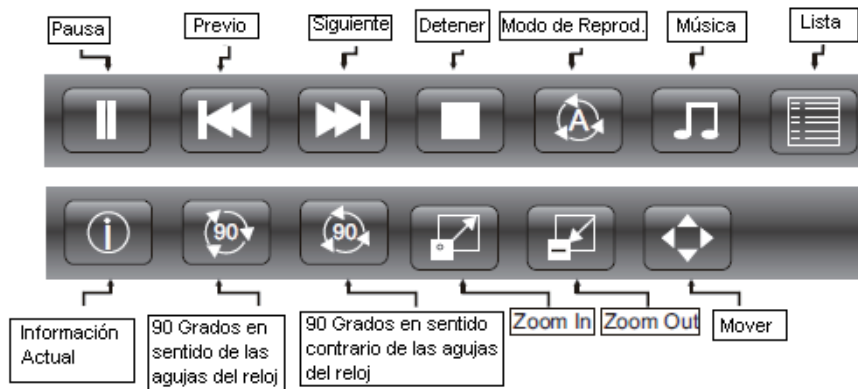 Pausa
Previo
Siguiente
Detener
Modo de Reprod.
Música
Lista
A
i
90
90
Información
Actual
90 Grados en
sentido de las
agujas del reloj
90 Grados en sentido
contrario de las agujas
del reloj
Zoom In
Zoom Out
Mover